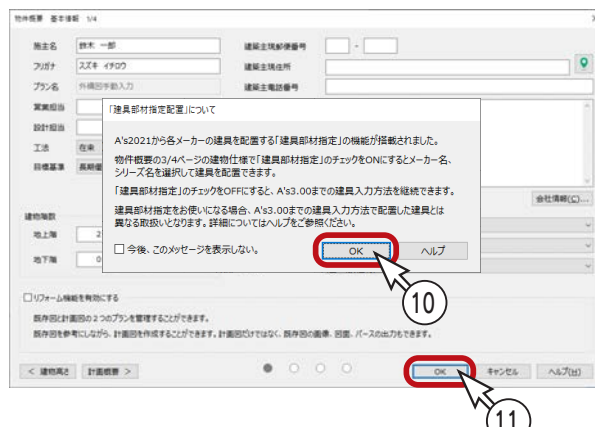 物件概要 基本情報 1/4
施主名 鈴木 一郎 建築主現郵便番号 -
フリガナ スズキ イチロウ 建築主現住所
プラン名 外構図手動入力 建築主電話番号
営業担当
設計担当
工法 在来
目標基準 長期優
「建具部材指定配置」について
A's2021から各メーカーの建具を配置する「建具部材指定」の機能が搭載されました。
物件概要の3/4ページの建物仕様で「建具部材指定」のチェックをONにするとメーカー名、
シリーズ名を選択して建具を配置できます。
「建具部材指定」のチェックをOFFにすると、A's3.00までの建具入力方法を継続できます。
建具部材指定をお使いになる場合、A's3.00までの建具入力方法で配置した建具とは
異なる取扱いとなります。詳細についてはヘルプをご参照ください。
今後、このメッセージを表示しない。 OK ヘルプ
会社情報(C)...
建物階数
地上階 2
地下階 0
⑩
リフォーム機能を有効にする
既存図と計画図の2つのプランを管理することができます。
既存図を参考にしながら、計画図を作成することができます。計画図だけではなく、既存図の画像、図面、パースの出力もできます。
< 建物高さ 計画概要 > OK キャンセル ヘルプ(H)
⑪